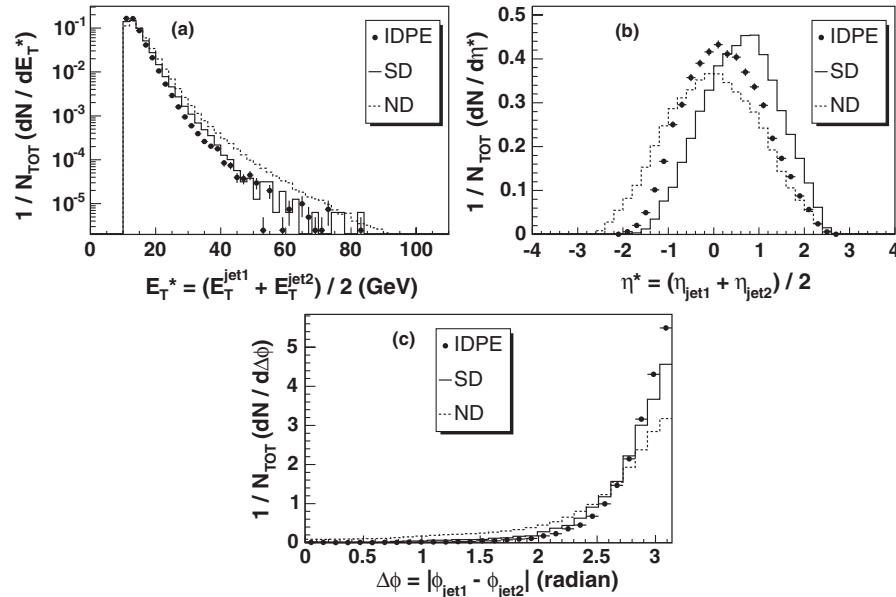 (a)
IDPE
SD
ND
10⁻¹
10⁻²
10⁻³
10⁻⁴
10⁻⁵
1 / N_TOT (dN / dE_T*)
0 20 40 60 80 100
E_T* = (E_T^jet1 + E_T^jet2) / 2 (GeV)
(b)
IDPE
SD
ND
0.4
0.3
0.2
0.1
0
1 / N_TOT (dN / dη*)
-4 -3 -2 -1 0 1 2 3 4
η* = (η_jet1 + η_jet2) / 2
(c)
IDPE
SD
ND
5
4
3
2
1
0
1 / N_TOT (dN / dΔϕ)
0 0.5 1 1.5 2 2.5 3
Δϕ = |ϕ_jet1 - ϕ_jet2| (radian)